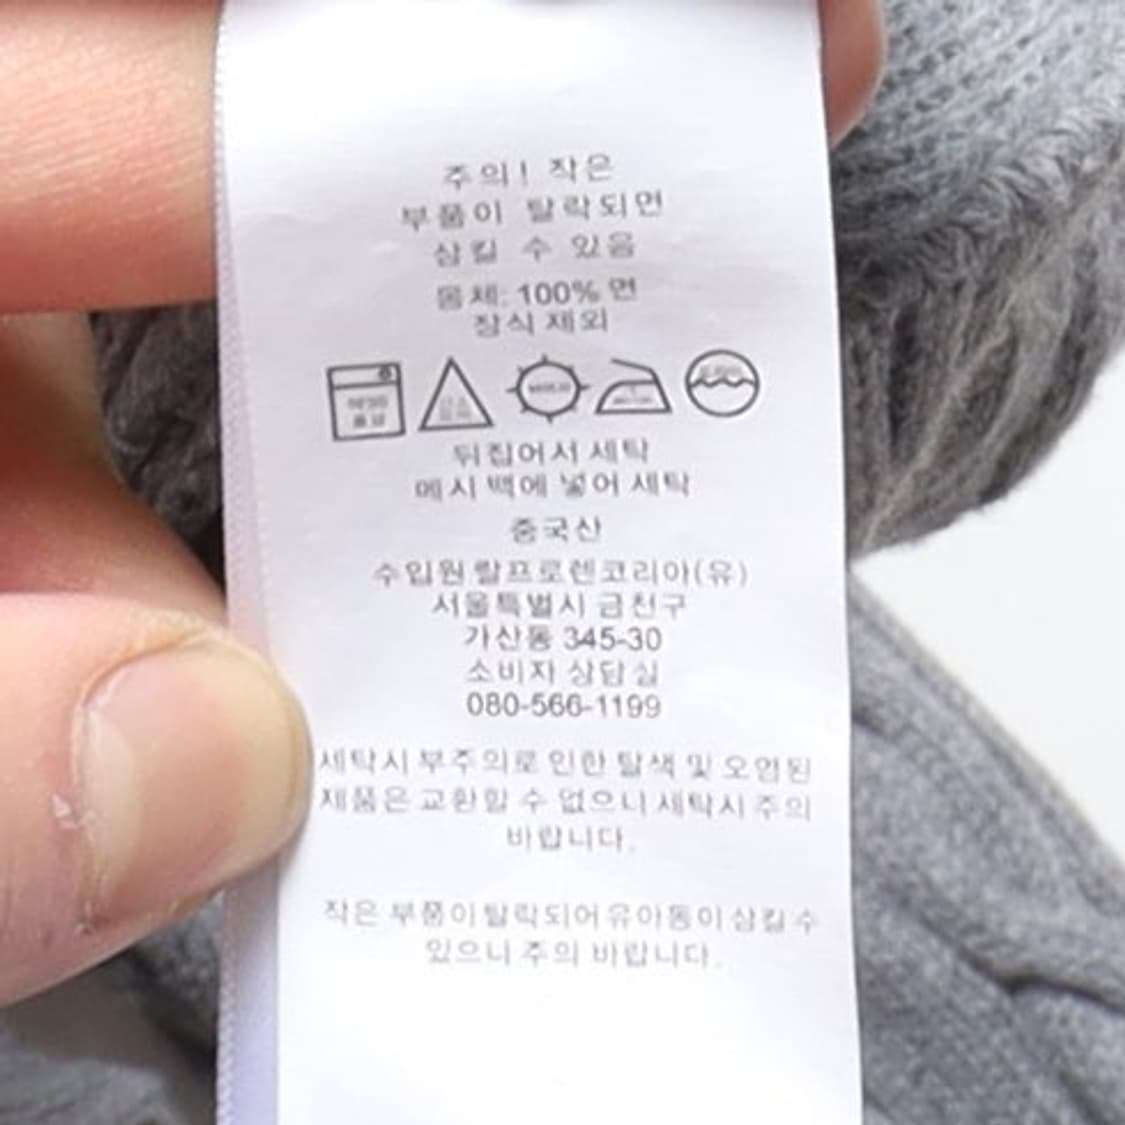 주의! 작은
부품이 탈락되면
삼킬 수 있음
몸체: 100% 면
장식 제외
뒤집어서 세탁
메시 백에 넣어 세탁
중국산
수입원 랄프로렌코리아(유)
서울특별시 금천구
가산동 345-30
소비자 상담실
080-566-1199
세탁시 부주의로 인한 탈색 및 오염된
제품은 교환할 수 없으니 세탁시 주의
바랍니다.
작은 부품이 탈락되어 유아동이 삼킬 수
있으니 주의 바랍니다.